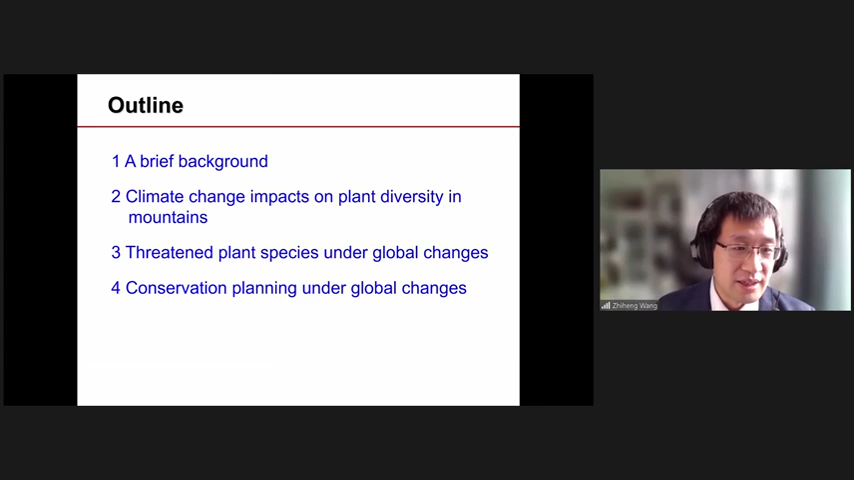 Outline
1 A brief background
2 Climate change impacts on plant diversity in
mountains
3 Threatened plant species under global changes
4 Conservation planning under global changes
Zhiheng Wang